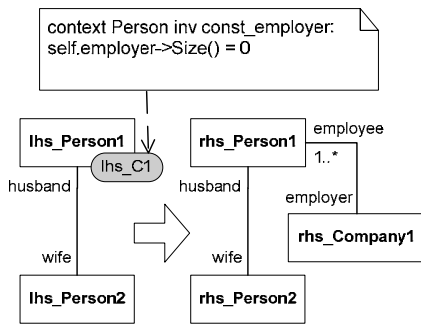 context Person inv const_employer:
self.employer->Size() = 0
lhs_Person1
lhs_C1
husband
wife
lhs_Person2
rhs_Person1
employee
1..*
husband
employer
rhs_Company1
wife
rhs_Person2